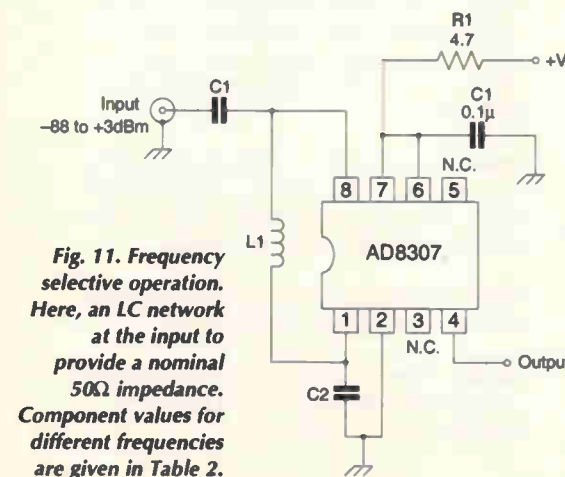 R1
4.7
+V
C1
C1
0.1µ
Input
–88 to +3dBm
N.C.
8 7 6 5
L1
AD8307
1 2 3 4
N.C.
Output
C2
Fig. 11. Frequency
selective operation.
Here, an LC network
at the input to
provide a nominal
50Ω impedance.
Component values for
different frequencies
are given in Table 2.